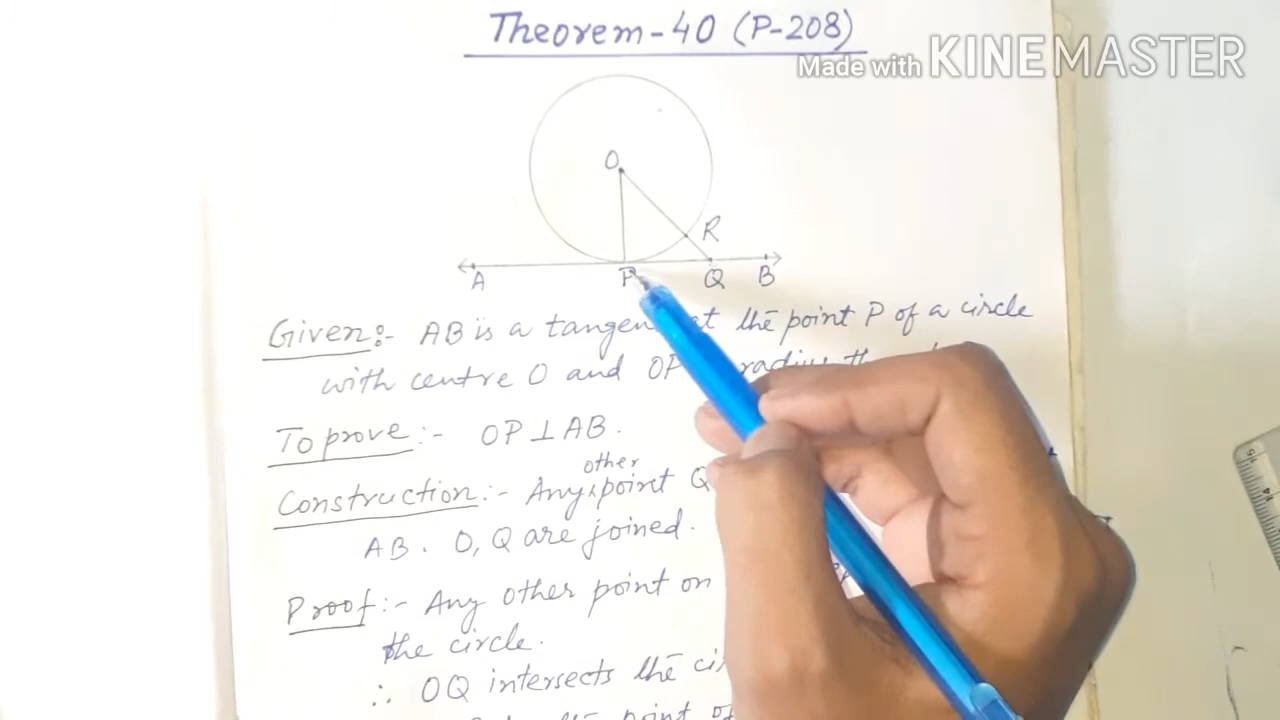 Theorem-40 (P-208)
Made with KINEMASTER
O
R
A P Q B
Given:- AB is a tangent at the point P of a circle
with centre O and OP radius
To prove:- OP⊥AB.
other
Construction:- Any point Q
AB. O, Q are joined.
Proof:- Any other point on
the circle.
∴ OQ intersects the
point